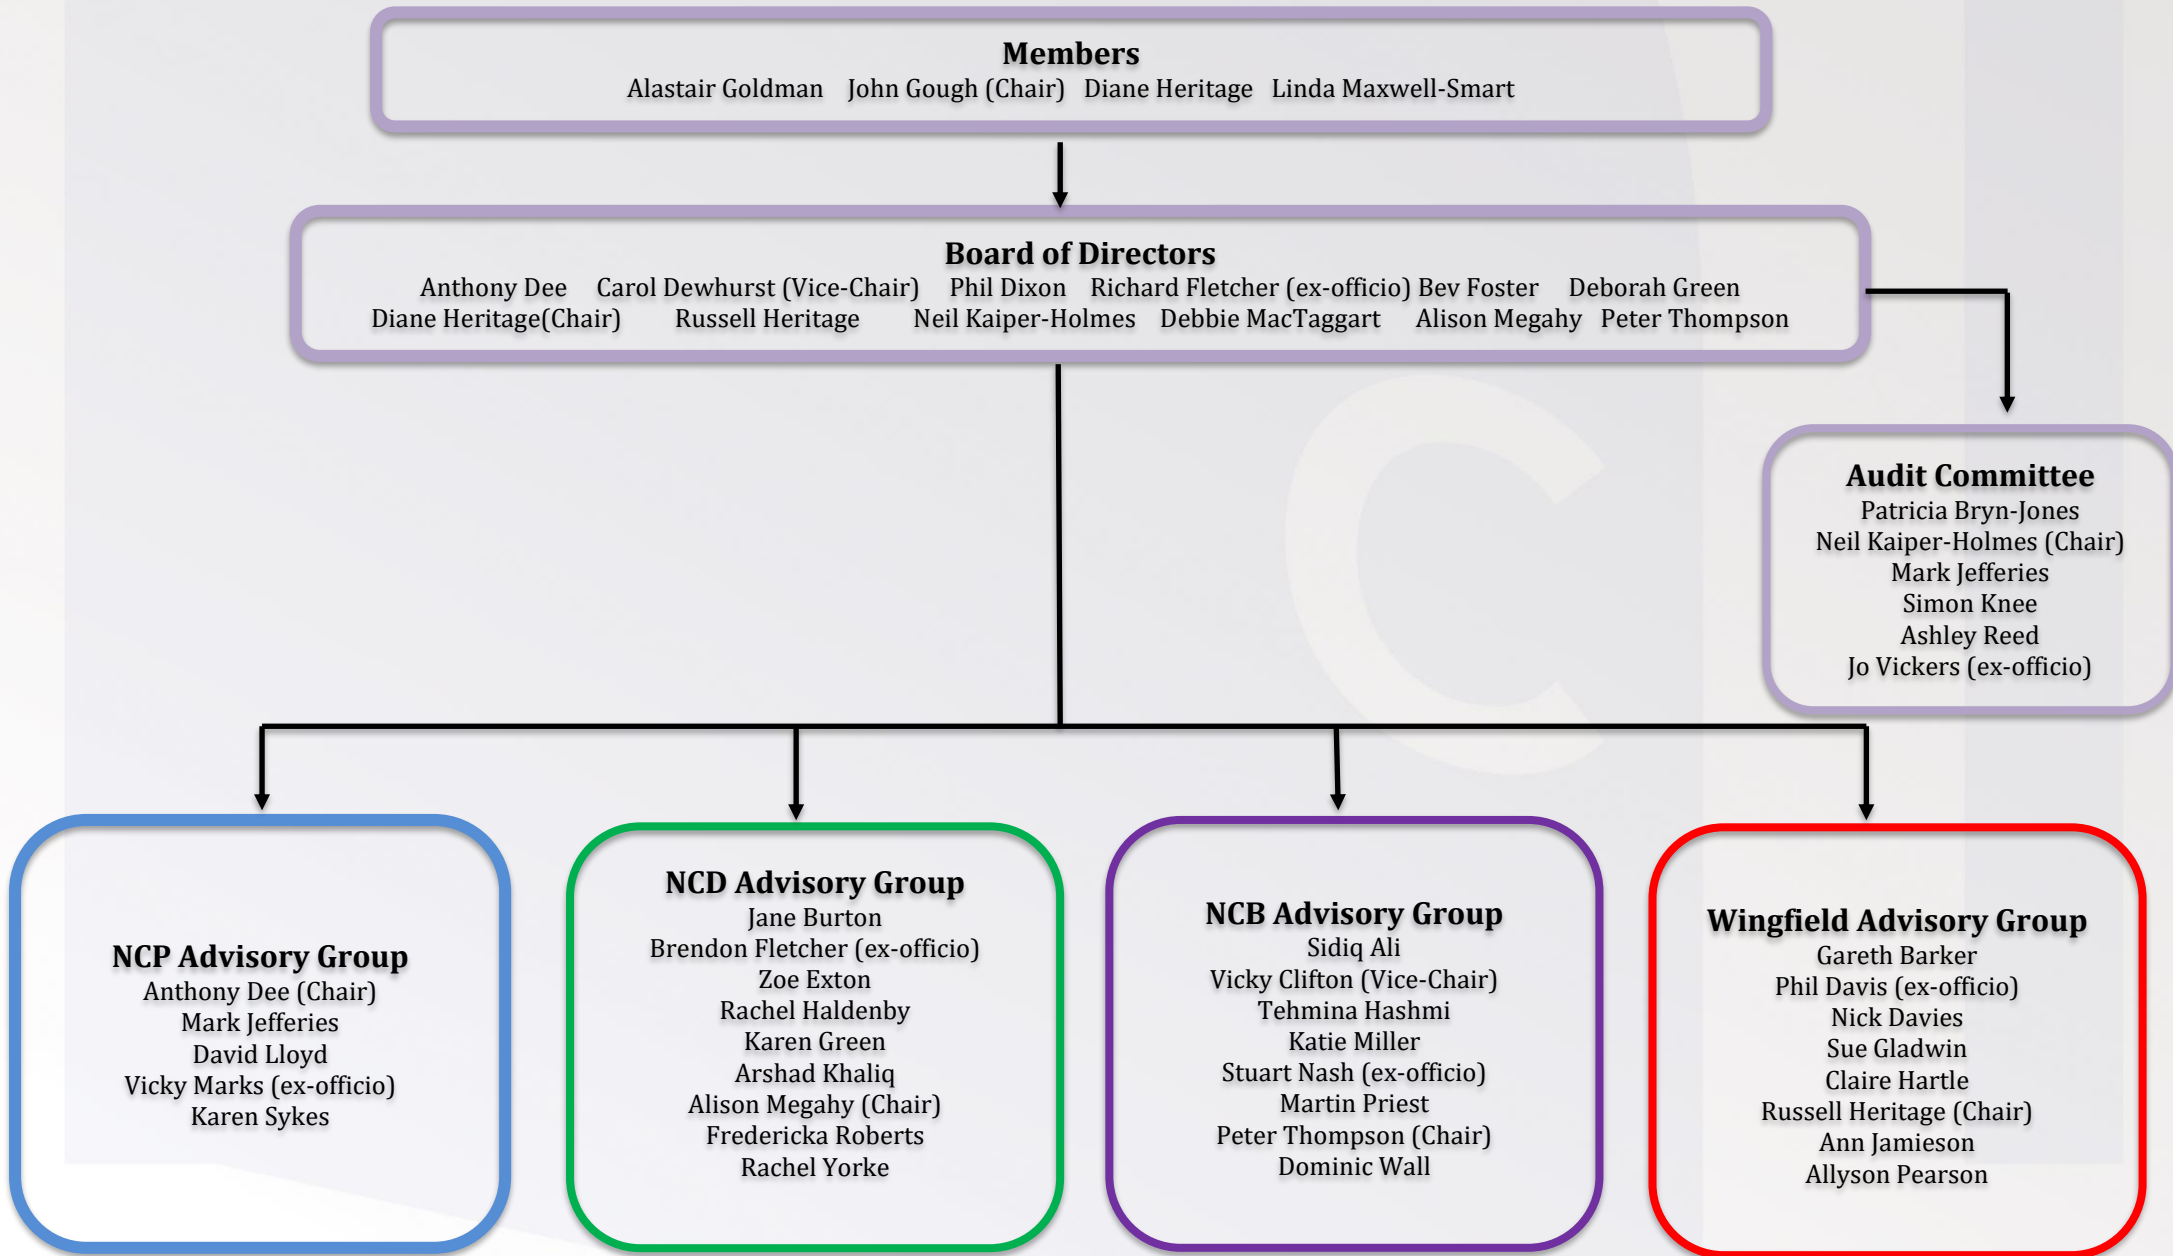 Members
Alastair Goldman John Gough (Chair) Diane Heritage Linda Maxwell-Smart
Board of Directors
Anthony Dee Carol Dewhurst (Vice-Chair) Phil Dixon Richard Fletcher (ex-officio) Bev Foster Deborah Green
Diane Heritage(Chair) Russell Heritage Neil Kaiper-Holmes Debbie MacTaggart Alison Megahy Peter Thompson
Audit Committee
Patricia Bryn-Jones
Neil Kaiper-Holmes (Chair)
Mark Jefferies
Simon Knee
Ashley Reed
Jo Vickers (ex-officio)
NCP Advisory Group
Anthony Dee (Chair)
Mark Jefferies
David Lloyd
Vicky Marks (ex-officio)
Karen Sykes
NCD Advisory Group
Jane Burton
Brendon Fletcher (ex-officio)
Zoe Exton
Rachel Haldenby
Karen Green
Arshad Khaliq
Alison Megahy (Chair)
Fredericka Roberts
Rachel Yorke
NCB Advisory Group
Sidiq Ali
Vicky Clifton (Vice-Chair)
Tehmina Hashmi
Katie Miller
Stuart Nash (ex-officio)
Martin Priest
Peter Thompson (Chair)
Dominic Wall
Wingfield Advisory Group
Gareth Barker
Phil Davis (ex-officio)
Nick Davies
Sue Gladwin
Claire Hartle
Russell Heritage (Chair)
Ann Jamieson
Allyson Pearson